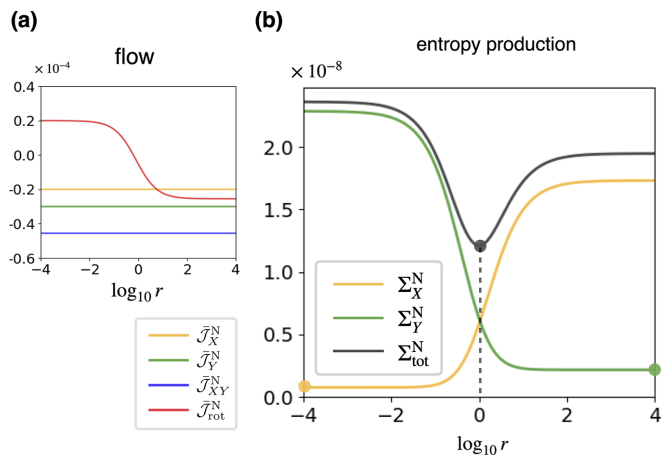 (a)
flow
× 10⁻⁴
0.4
0.2
0.0
-0.2
-0.4
-0.6
−4
−2
0
2
4
log₁₀ r
𝒥̄ᴺ_X
𝒥̄ᴺ_Y
𝒥̄ᴺ_XY
𝒥̄ᴺ_rot
(b)
entropy production
× 10⁻⁸
2.0
1.5
1.0
0.5
0.0
Σᴺ_X
Σᴺ_Y
Σᴺ_tot
−4
−2
0
2
4
log₁₀ r